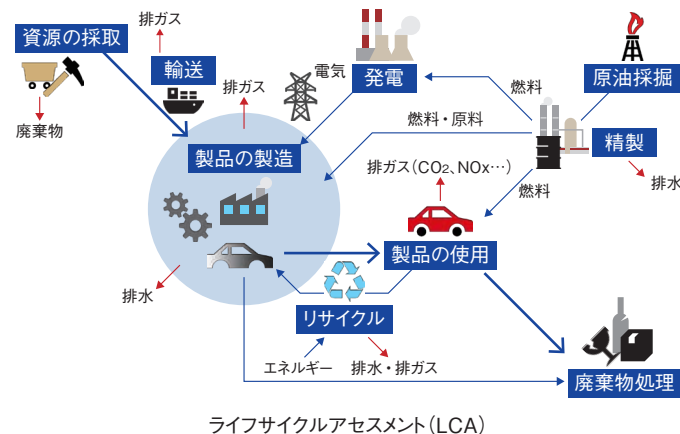 排ガス
資源の採取
輸送
廃棄物
排ガス
電気
発電
燃料
原油採掘
燃料・原料
精製
製品の製造
排ガス(CO2、NOx…)
燃料
排水
製品の使用
排水
リサイクル
エネルギー
排水・排ガス
廃棄物処理
ライフサイクルアセスメント(LCA)